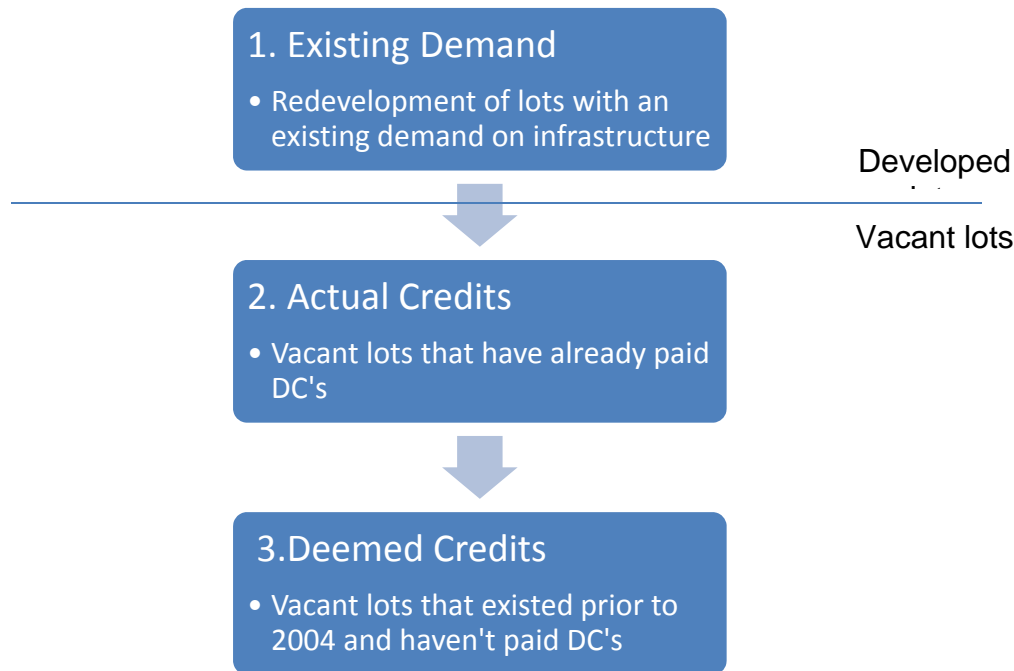 1. Existing Demand
• Redevelopment of lots with an
existing demand on infrastructure
Developed
Vacant lots
2. Actual Credits
• Vacant lots that have already paid
DC's
3.Deemed Credits
• Vacant lots that existed prior to
2004 and haven't paid DC's